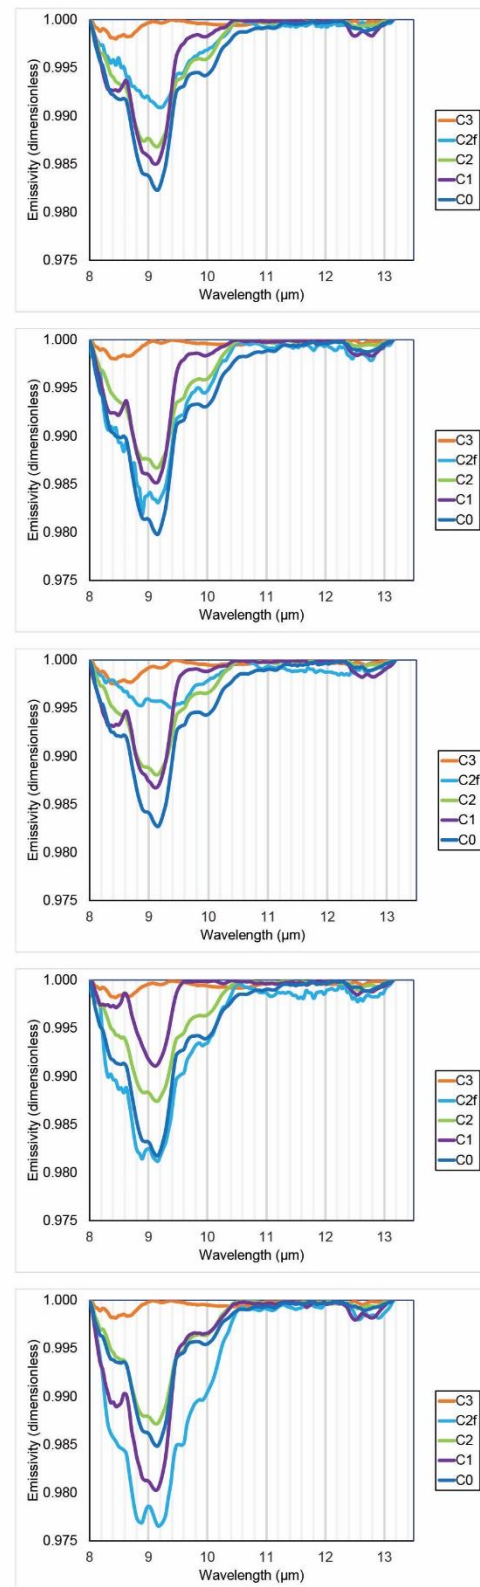 Emissivity (dimensionless)
1.000
0.995
0.990
0.985
0.980
0.975
8 9 10 11 12 13
Wavelength (µm)
C3
C2f
C2
C1
C0
Emissivity (dimensionless)
1.000
0.995
0.990
0.985
0.980
0.975
8 9 10 11 12 13
Wavelength (µm)
C3
C2f
C2
C1
C0
Emissivity (dimensionless)
1.000
0.995
0.990
0.985
0.980
0.975
8 9 10 11 12 13
Wavelength (µm)
C3
C2f
C2
C1
C0
Emissivity (dimensionless)
1.000
0.995
0.990
0.985
0.980
0.975
8 9 10 11 12 13
Wavelength (µm)
C3
C2f
C2
C1
C0
Emissivity (dimensionless)
1.000
0.995
0.990
0.985
0.980
0.975
8 9 10 11 12 13
Wavelength (µm)
C3
C2f
C2
C1
C0